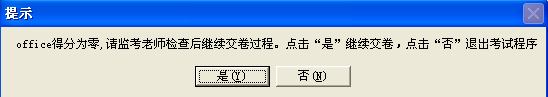 提示
office得分为零,请监考老师检查后继续交卷过程。点击“是”继续交卷，点击“否”退出考试程序
是(Y)
否(N)